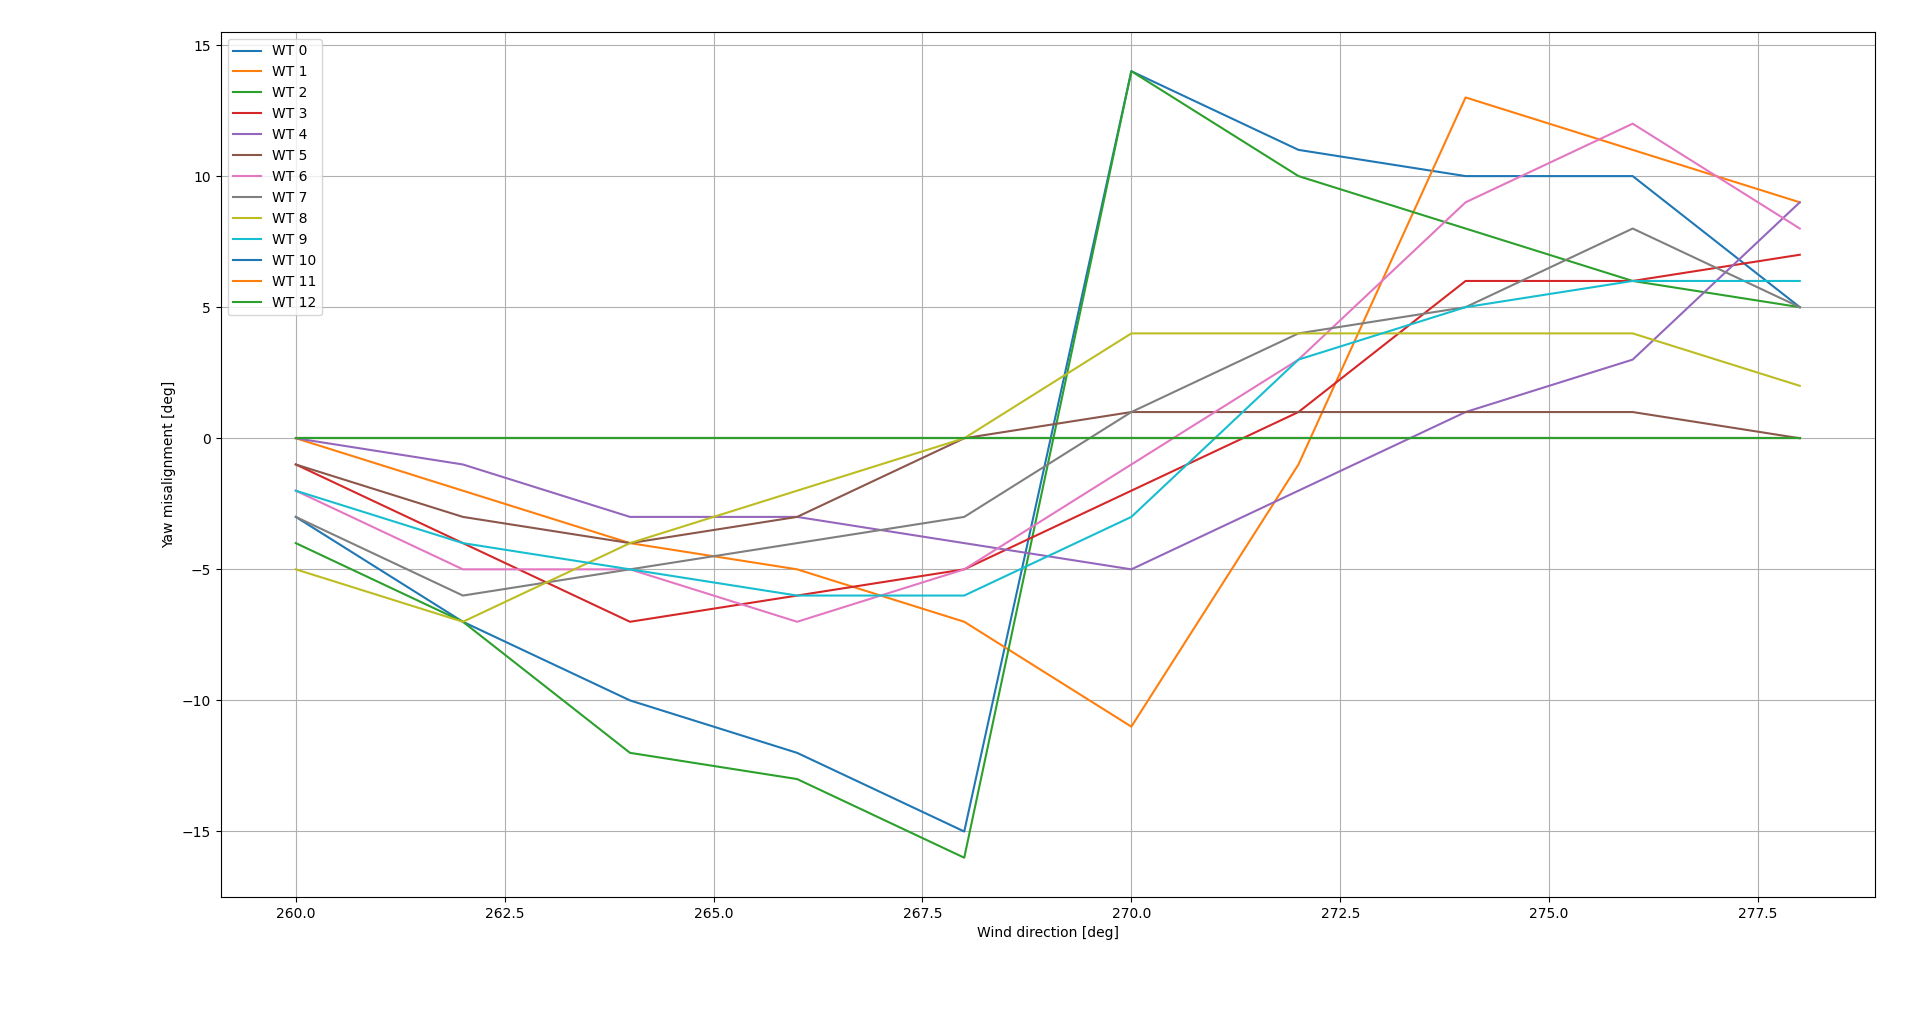 WT 0
WT 1
WT 2
WT 3
WT 4
WT 5
WT 6
WT 7
WT 8
WT 9
WT 10
WT 11
WT 12
15
10
5
0
−5
−10
−15
Yaw misalignment [deg]
260.0 262.5 265.0 267.5 270.0 272.5 275.0 277.5
Wind direction [deg]